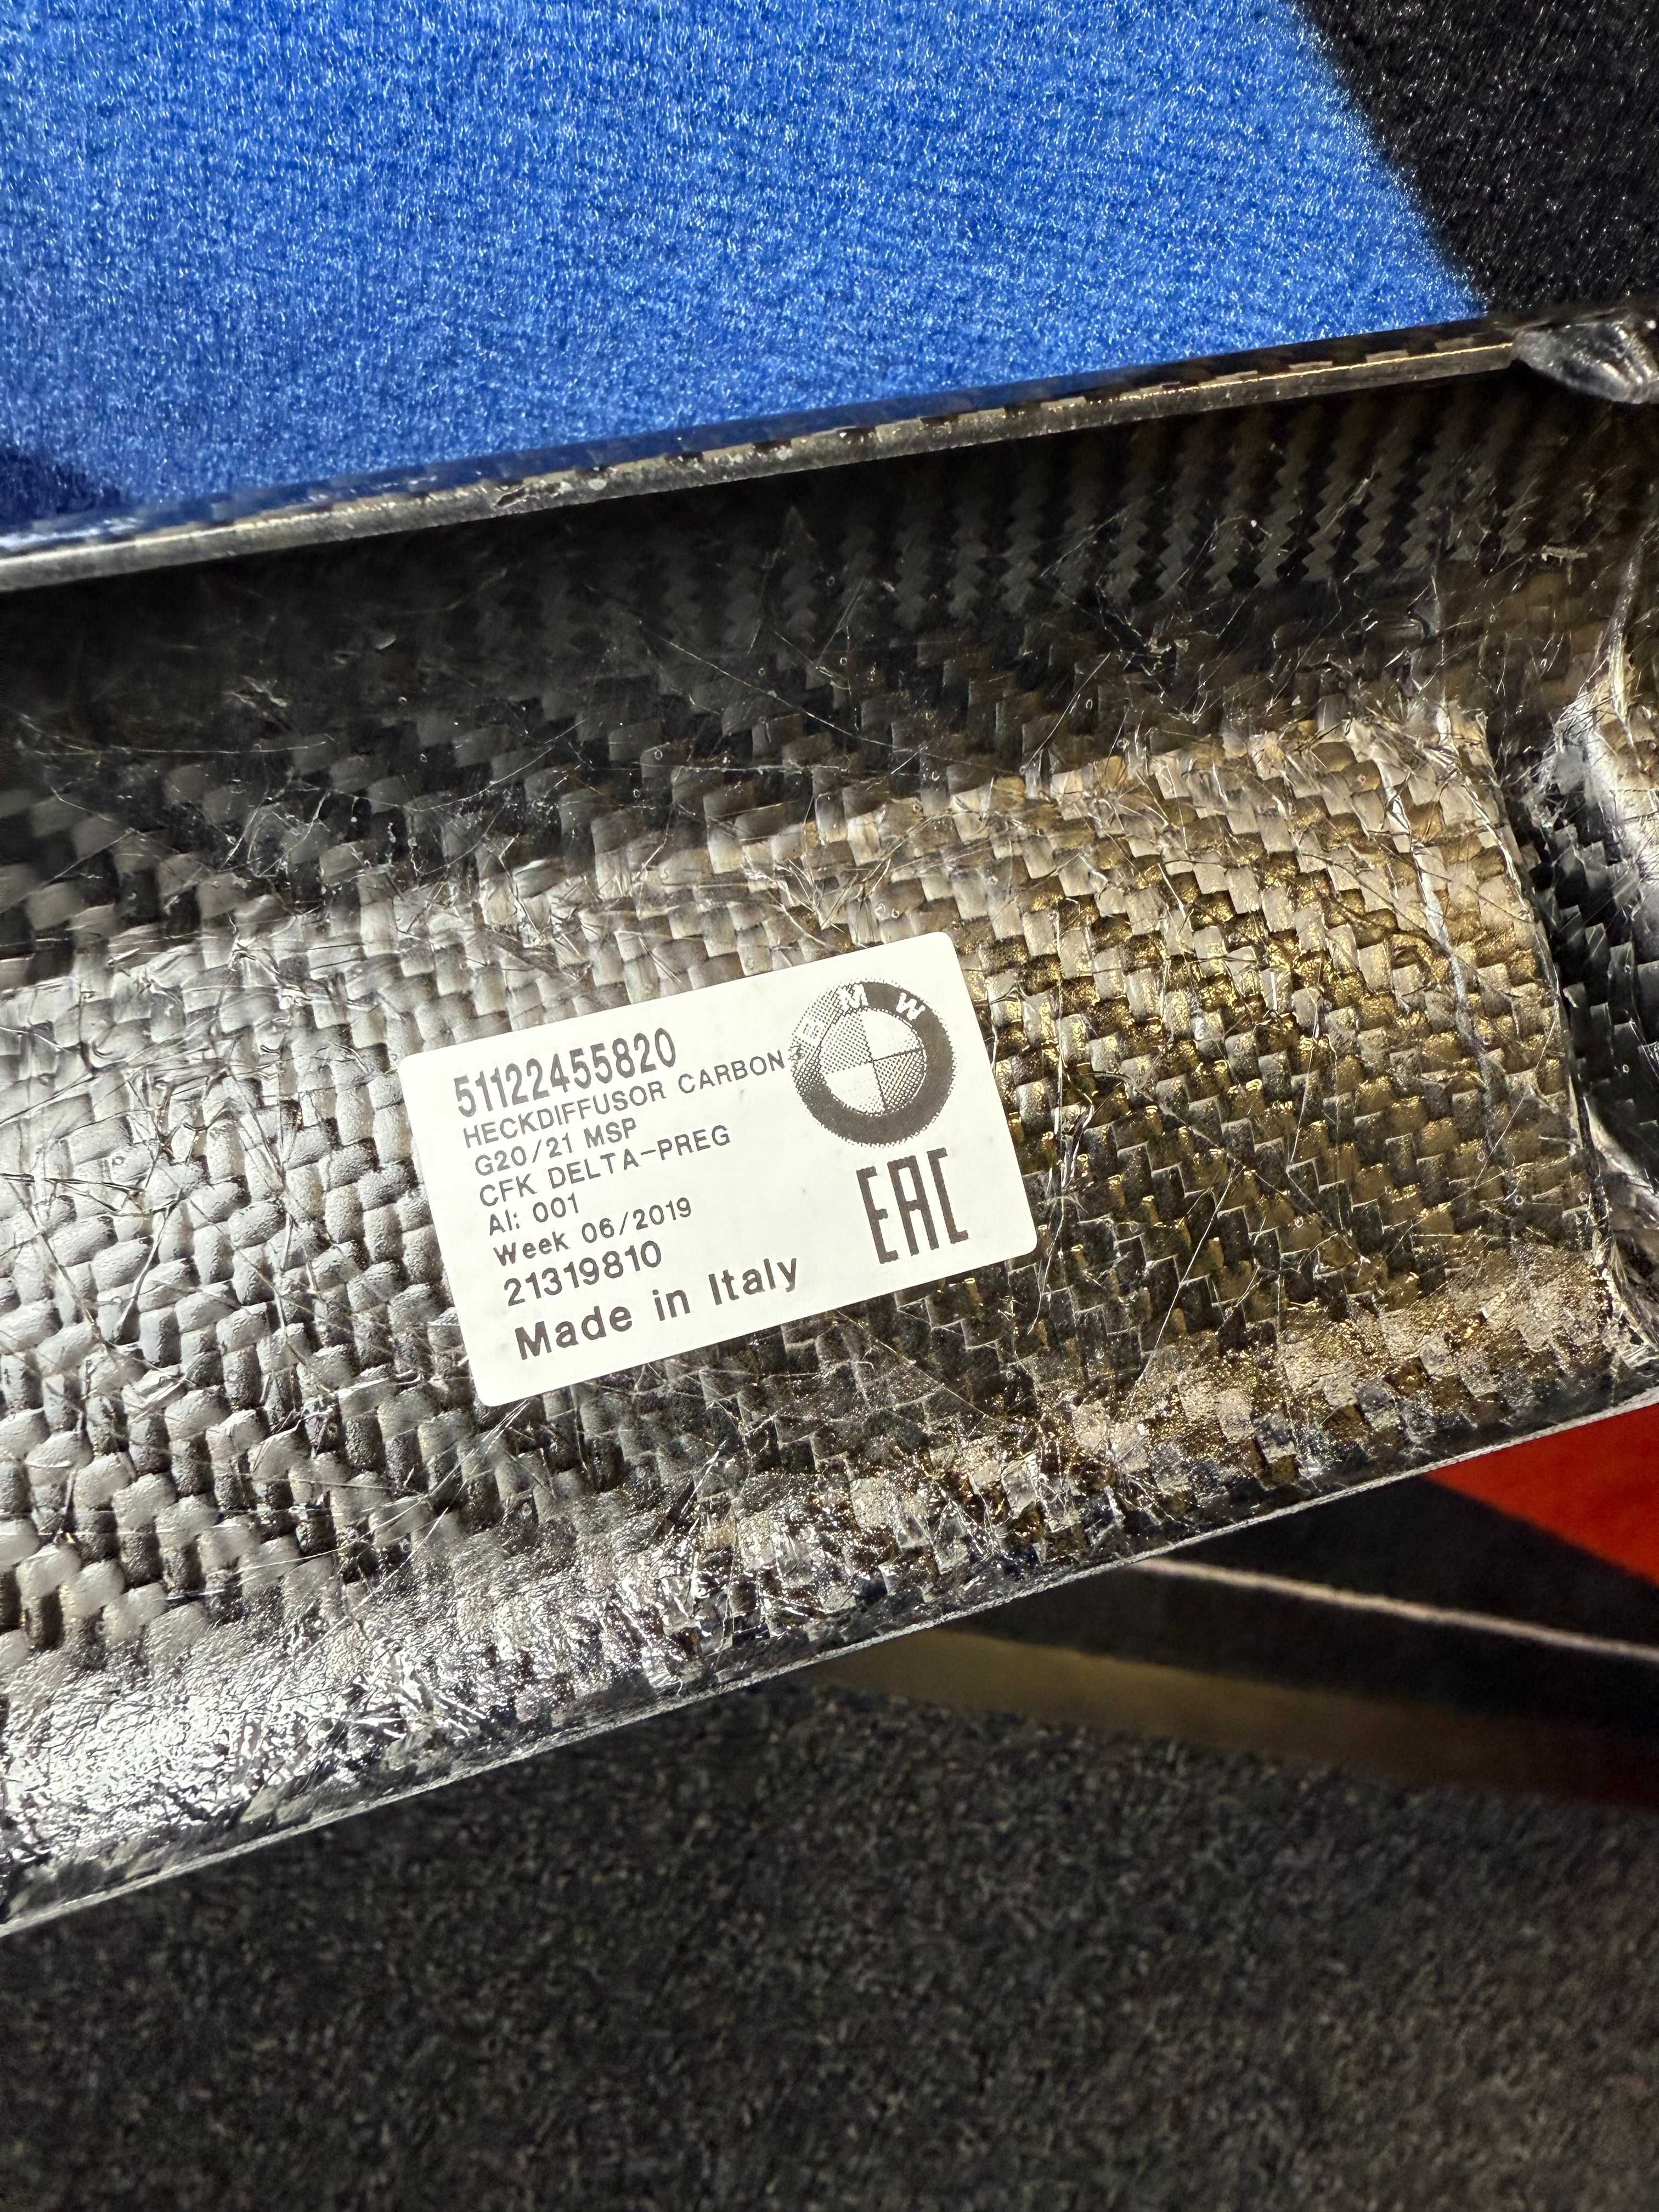 51122455820
HECKDIFFUSOR CARBON
G20/21 MSP
CFK DELTA-PREG
AI: 001
Week 06/2019
21319810
Made in Italy
BMW
EAC